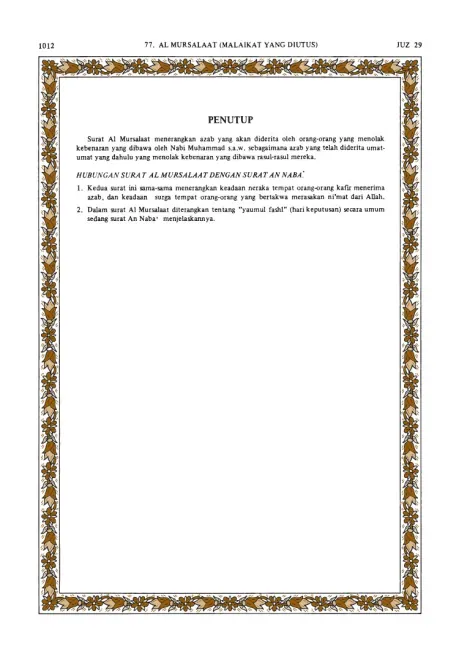 1012 77. AL MURSALAAT (MALAIKAT YANG DIUTUS) JUZ 29
PENUTUP
Surat Al Mursalaat menerangkan azab yang akan diderita oleh orang-orang yang menolak
kebenaran yang dibawa oleh Nabi Muhammad s.a.w. sebagaimana azab yang telah diderita umat-
umat yang dahulu yang menolak kebenaran yang dibawa rasul-rasul mereka.
HUBUNGAN SURAT AL MURSALAAT DENGAN SURAT AN NABA'
1. Kedua surat ini sama-sama menerangkan keadaan neraka tempat orang-orang kafir menerima
azab, dan keadaan surga tempat orang-orang yang bertakwa merasakan ni'mat dari Allah.
2. Dalam surat Al Mursalaat diterangkan tentang "yaumul fashl" (hari keputusan) secara umum
sedang surat An Naba' menjelaskannya.